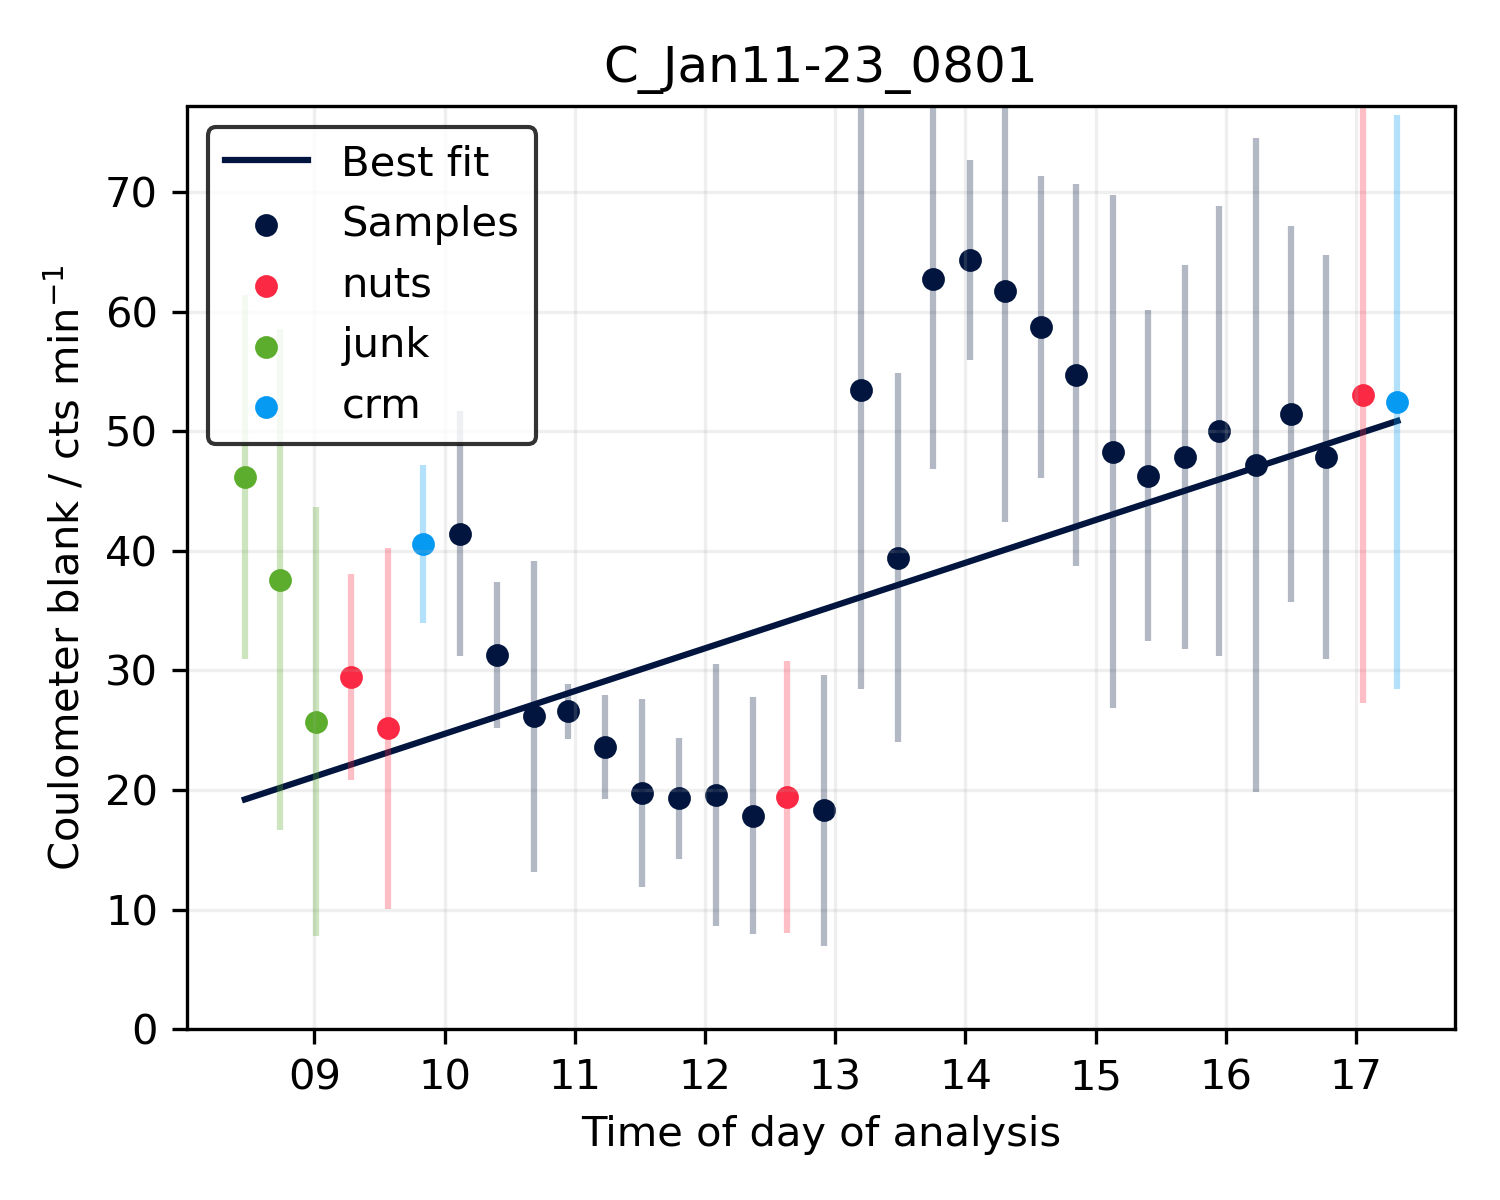 C_Jan11-23_0801
Best fit
Samples
nuts
junk
crm
Coulometer blank / cts min⁻¹
70
60
50
40
30
20
10
0
09 10 11 12 13 14 15 16 17
Time of day of analysis